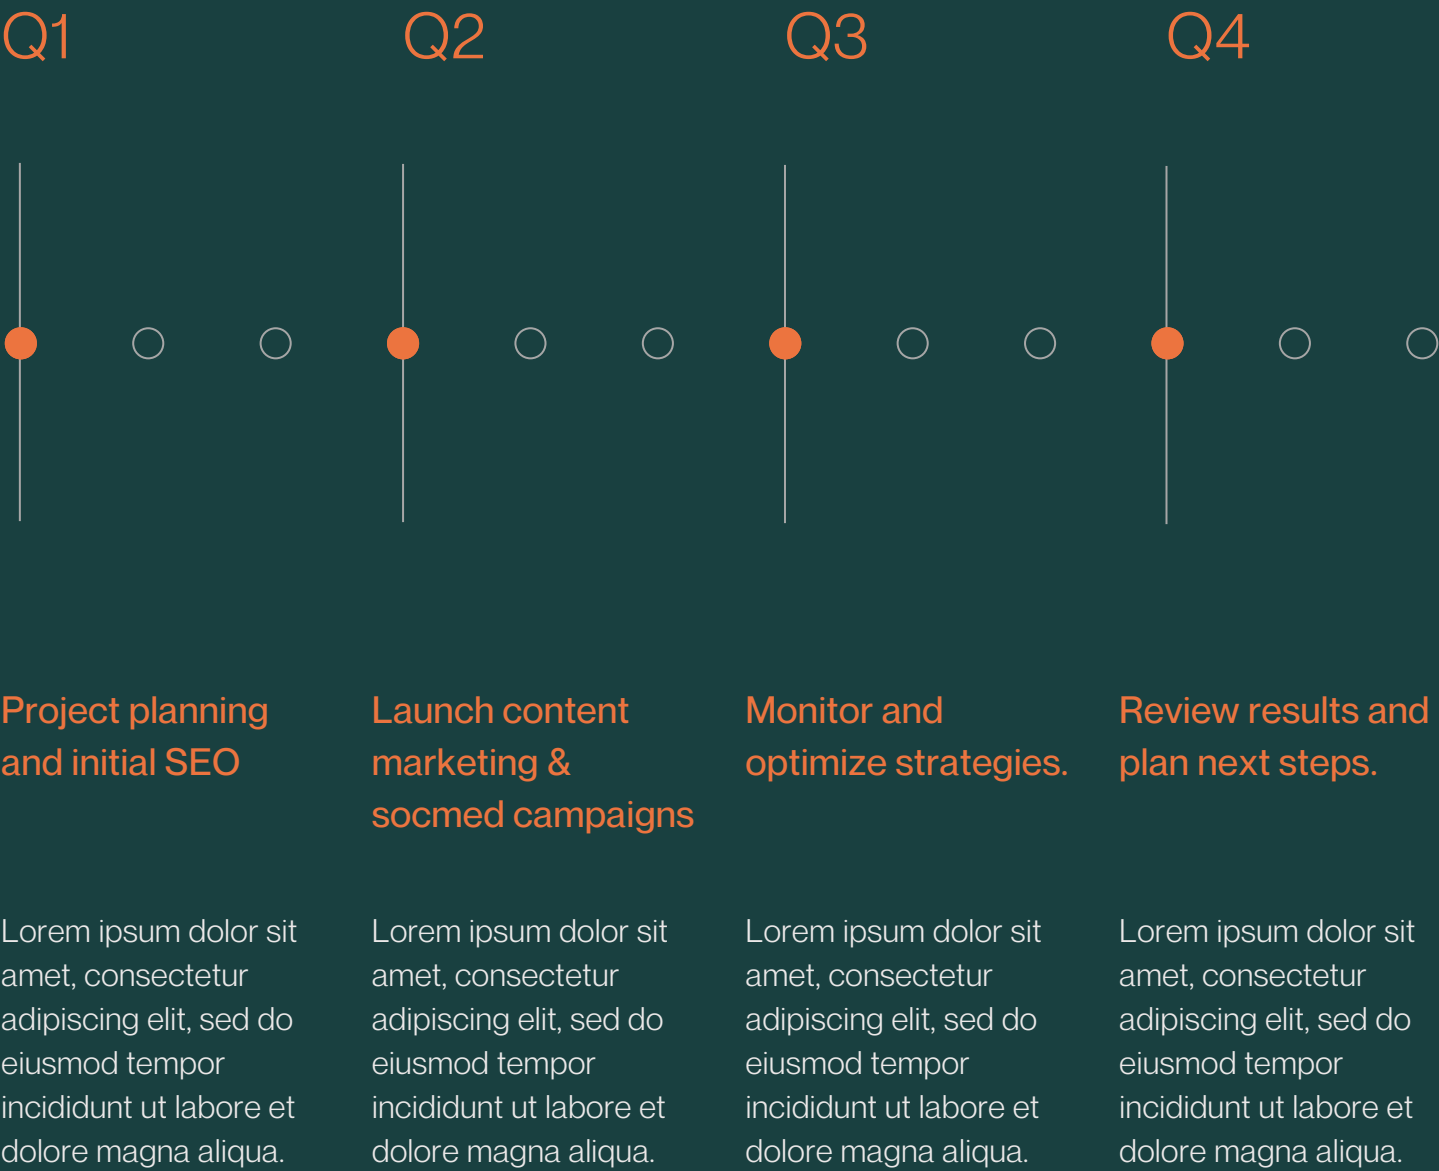 Q1
Q2
Q3
Q4
Project planning
and initial SEO
Launch content
marketing &
socmed campaigns
Monitor and
optimize strategies.
Review results and
plan next steps.
Lorem ipsum dolor sit
amet, consectetur
adipiscing elit, sed do
eiusmod tempor
incididunt ut labore et
dolore magna aliqua.
Lorem ipsum dolor sit
amet, consectetur
adipiscing elit, sed do
eiusmod tempor
incididunt ut labore et
dolore magna aliqua.
Lorem ipsum dolor sit
amet, consectetur
adipiscing elit, sed do
eiusmod tempor
incididunt ut labore et
dolore magna aliqua.
Lorem ipsum dolor sit
amet, consectetur
adipiscing elit, sed do
eiusmod tempor
incididunt ut labore et
dolore magna aliqua.